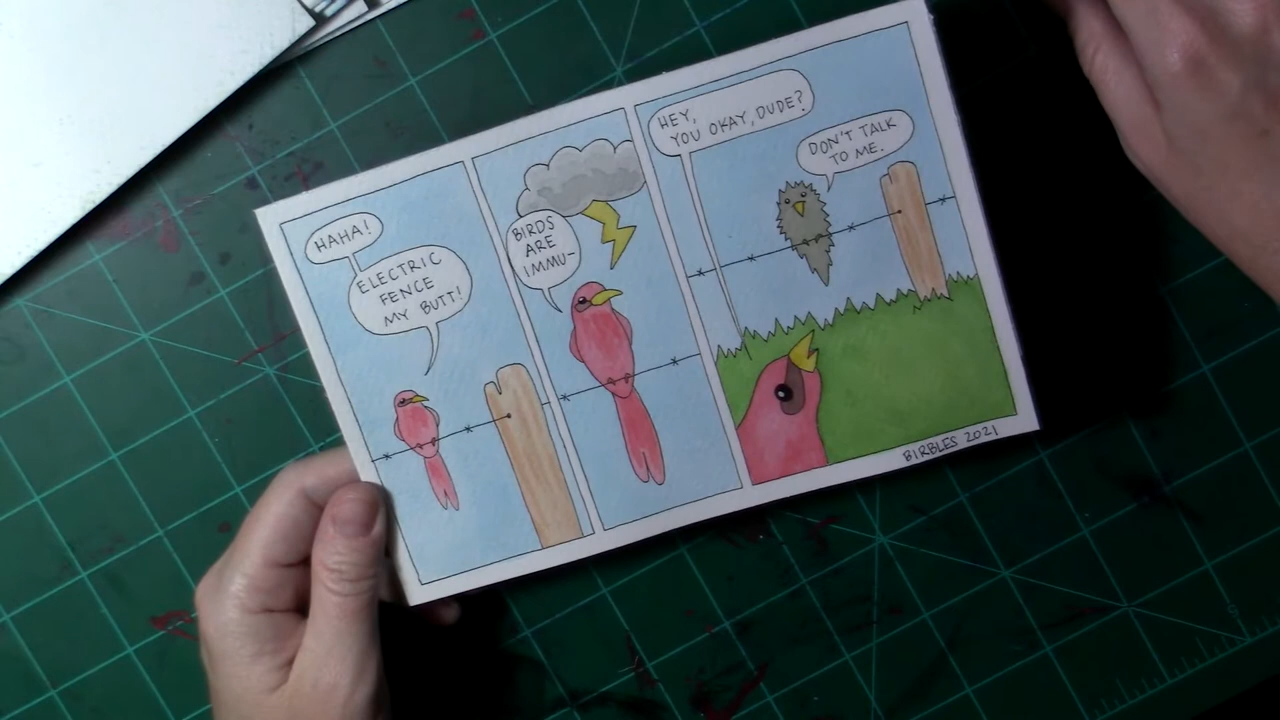 HAHA!
ELECTRIC
FENCE
MY BUTT!
BIRDS
ARE
IMMU-
HEY,
YOU OKAY, DUDE?
DON'T TALK
TO ME.
BIRBLES 2021